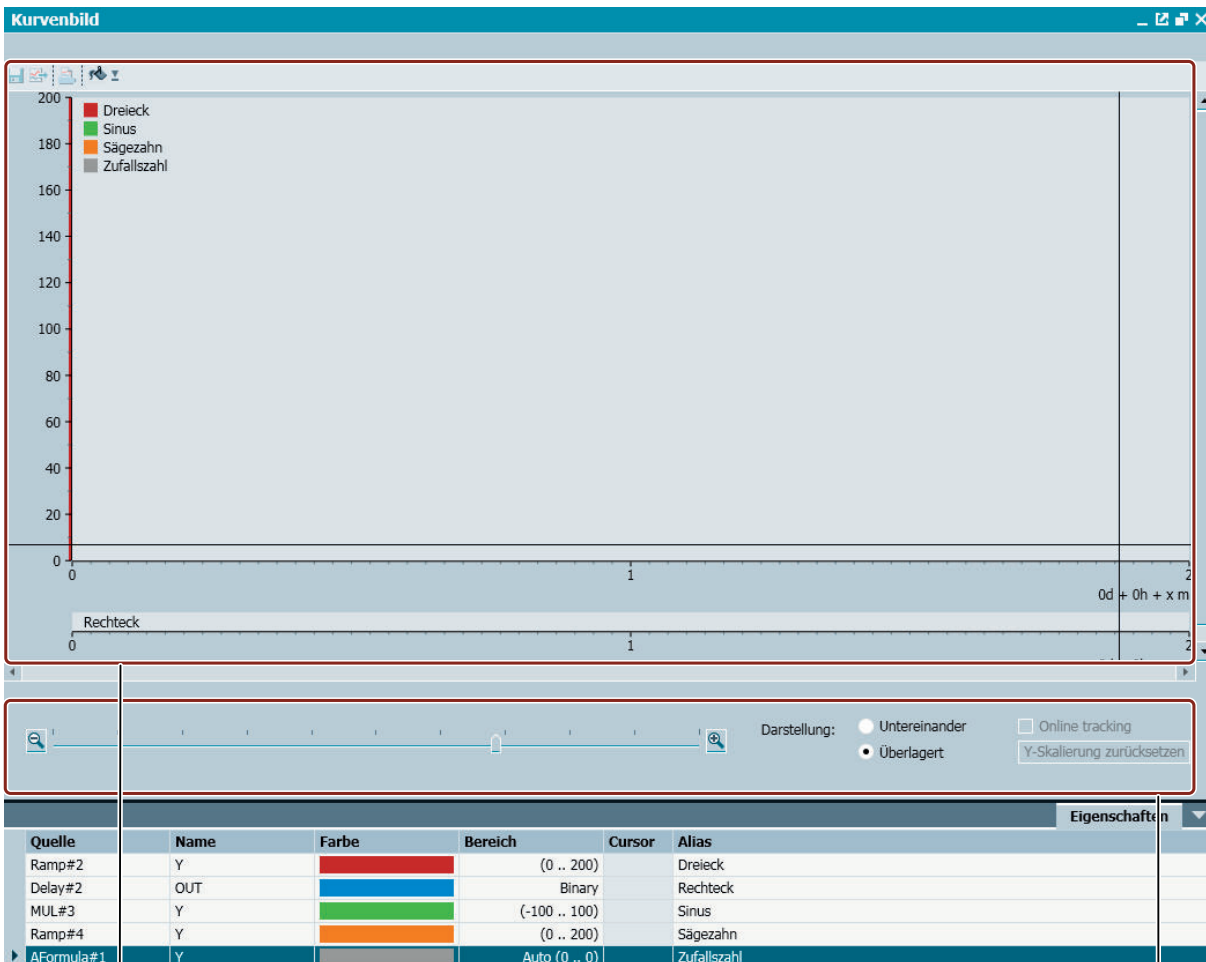 Kurvenbild
200
Dreieck
Sinus
180
Sägezahn
Zufallszahl
160
140
120
100
80
60
40
20
0
0 1 2
0d + 0h + x m
Rechteck
0 1 2
Darstellung:
Untereinander
Überlagert
Online tracking
Y-Skalierung zurücksetzen
Eigenschaften
Quelle Name Farbe Bereich Cursor Alias
Ramp#2 Y (0 .. 200) Dreieck
Delay#2 OUT Binary Rechteck
MUL#3 Y (-100 .. 100) Sinus
Ramp#4 Y (0 .. 200) Sägezahn
AFormula#1 Y Auto (0 .. 0) Zufallszahl